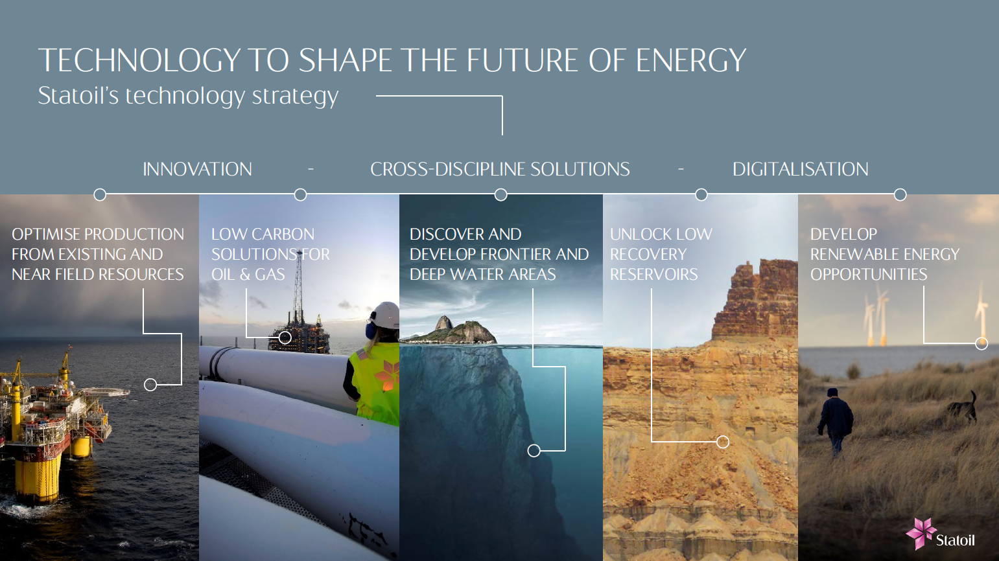 TECHNOLOGY TO SHAPE THE FUTURE OF ENERGY
Statoil's technology strategy
INNOVATION - CROSS-DISCIPLINE SOLUTIONS - DIGITALISATION
OPTIMISE PRODUCTION
FROM EXISTING AND
NEAR FIELD RESOURCES
LOW CARBON
SOLUTIONS FOR
OIL & GAS
DISCOVER AND
DEVELOP FRONTIER AND
DEEP WATER AREAS
UNLOCK LOW
RECOVERY
RESERVOIRS
DEVELOP
RENEWABLE ENERGY
OPPORTUNITIES
Statoil